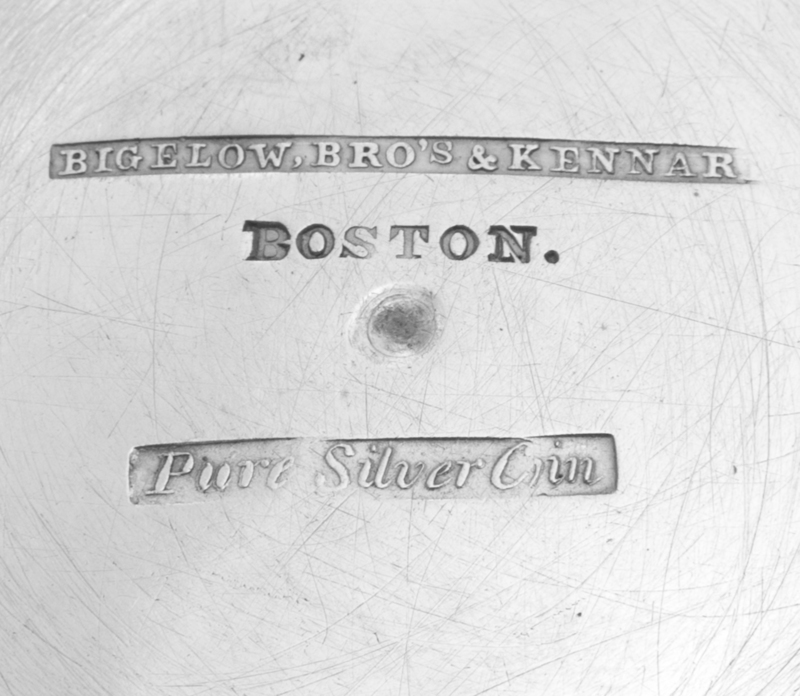 BIGELOW, BRO'S & KENNAR
BOSTON.
Pure Silver Coin